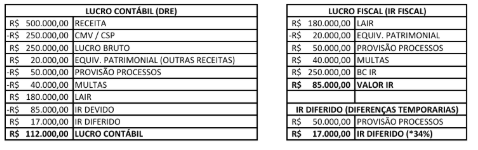 LUCRO CONTÁBIL (DRE)
R$ 500.000,00 RECEITA
-R$ 250.000,00 CMV / CSP
R$ 250.000,00 LUCRO BRUTO
R$ 20.000,00 EQUIV. PATRIMONIAL (OUTRAS RECEITAS)
-R$ 50.000,00 PROVISÃO PROCESSOS
-R$ 40.000,00 MULTAS
R$ 180.000,00 LAIR
-R$ 85.000,00 IR DEVIDO
R$ 17.000,00 IR DIFERIDO
R$ 112.000,00 LUCRO CONTÁBIL
LUCRO FISCAL (IR FISCAL)
R$ 180.000,00 LAIR
-R$ 20.000,00 EQUIV. PATRIMONIAL
R$ 50.000,00 PROVISÃO PROCESSOS
R$ 40.000,00 MULTAS
R$ 250.000,00 BC IR
R$ 85.000,00 VALOR IR
IR DIFERIDO (DIFERENÇAS TEMPORARIAS)
R$ 50.000,00 PROVISÃO PROCESSOS
R$ 17.000,00 IR DIFERIDO (*34%)